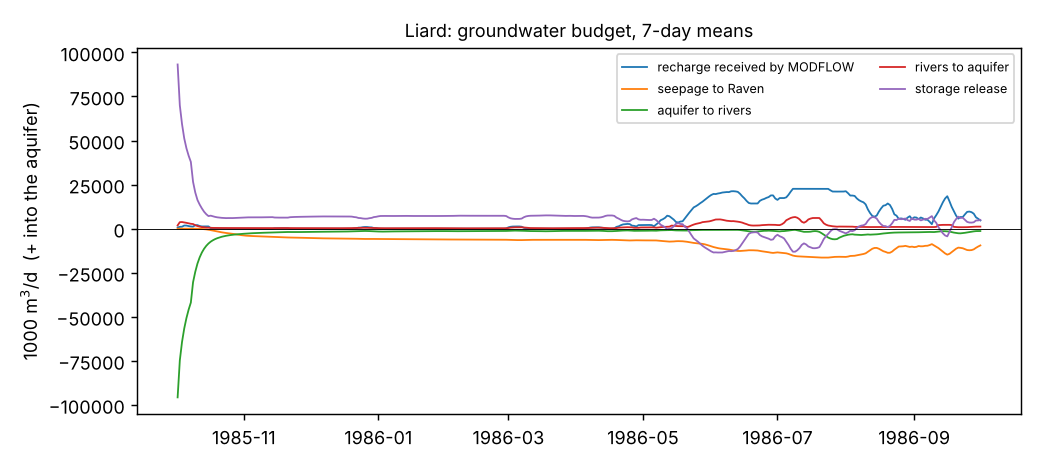 Liard: groundwater budget, 7-day means
1000 m³/d (+ into the aquifer)
100000
75000
50000
25000
0
−25000
−50000
−75000
−100000
recharge received by MODFLOW
seepage to Raven
aquifer to rivers
rivers to aquifer
storage release
1985-11
1986-01
1986-03
1986-05
1986-07
1986-09